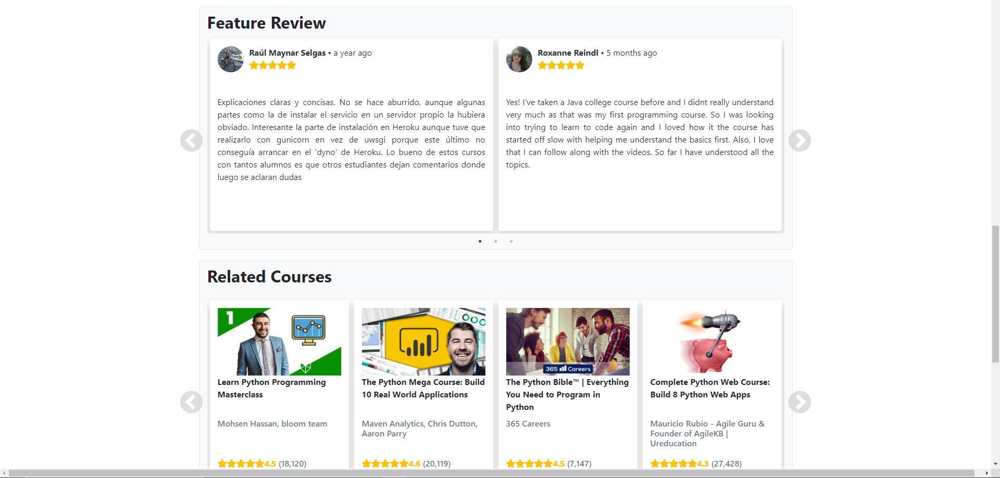 Feature Review
Raúl Maynar Selgas • a year ago
Explicaciones claras y concisas. No se hace aburrido, aunque algunas
partes como la de instalar el servicio en un servidor propio la hubiera
obviado. Interesante la parte de instalación en Heroku aunque tuve que
realizarlo con gunicorn en vez de uwsgi porque este último no
conseguía arrancar en el 'dyno' de Heroku. Lo bueno de estos cursos
con tantos alumnos es que otros estudiantes dejan comentarios donde
luego se aclaran dudas
Roxanne Reindl • 5 months ago
Yes! I've taken a Java college course before and I didnt really understand
very much as that was my first programming course. So I was looking
into trying to learn to code again and I loved how it the course has
started off slow with helping me understand the basics first. Also, I love
that I can follow along with the videos. So far I have understood all the
topics.
Related Courses
1
Learn Python Programming
Masterclass
Mohsen Hassan, bloom team
4.5 (18,120)
The Python Mega Course: Build
10 Real World Applications
Maven Analytics, Chris Dutton,
Aaron Parry
4.6 (20,119)
365 Careers
The Python Bible™ | Everything
You Need to Program in
Python
365 Careers
4.5 (7,147)
Complete Python Web Course:
Build 8 Python Web Apps
Mauricio Rubio - Agile Guru &
Founder of AgileKB |
Ureducation
4.3 (27,428)